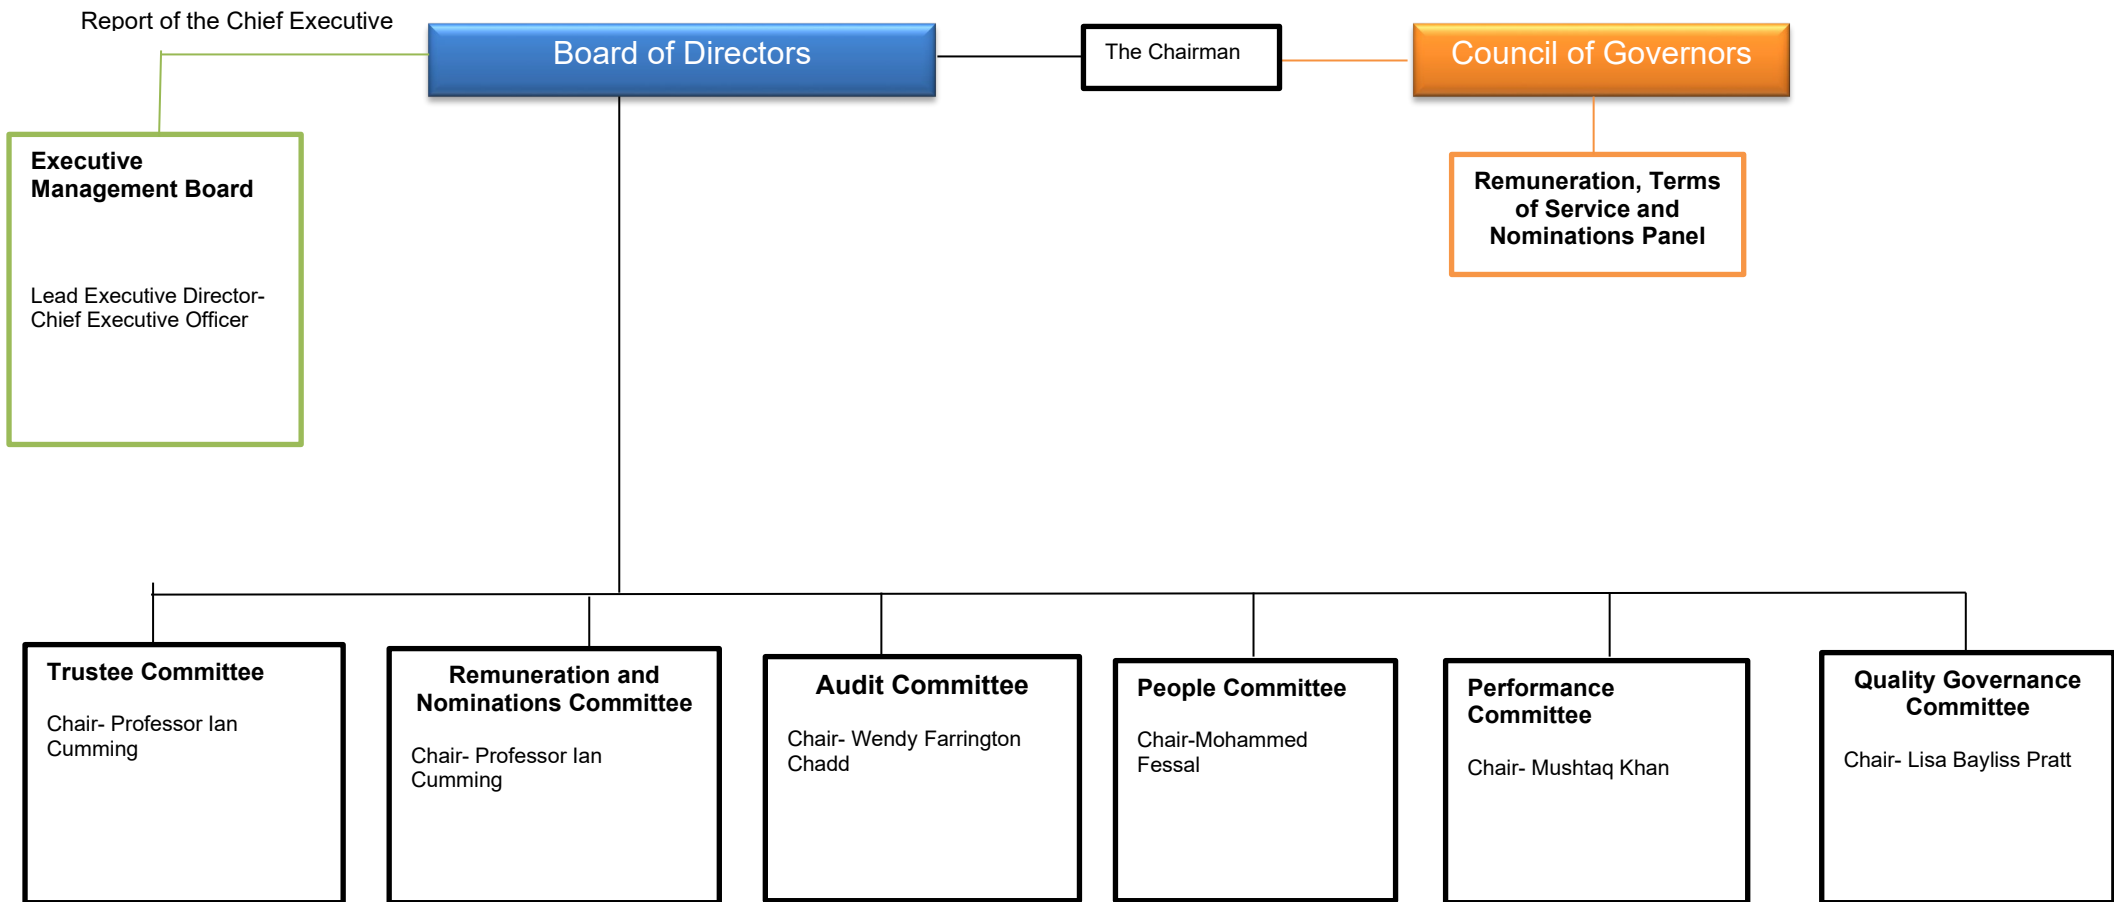 Report of the Chief Executive
Board of Directors
The Chairman
Council of Governors
Executive
Management Board
Lead Executive Director-
Chief Executive Officer
Remuneration, Terms
of Service and
Nominations Panel
Trustee Committee
Chair- Professor Ian
Cumming
Remuneration and
Nominations Committee
Chair- Professor Ian
Cumming
Audit Committee
Chair- Wendy Farrington
Chadd
People Committee
Chair-Mohammed
Fessal
Performance
Committee
Chair- Mushtaq Khan
Quality Governance
Committee
Chair- Lisa Bayliss Pratt